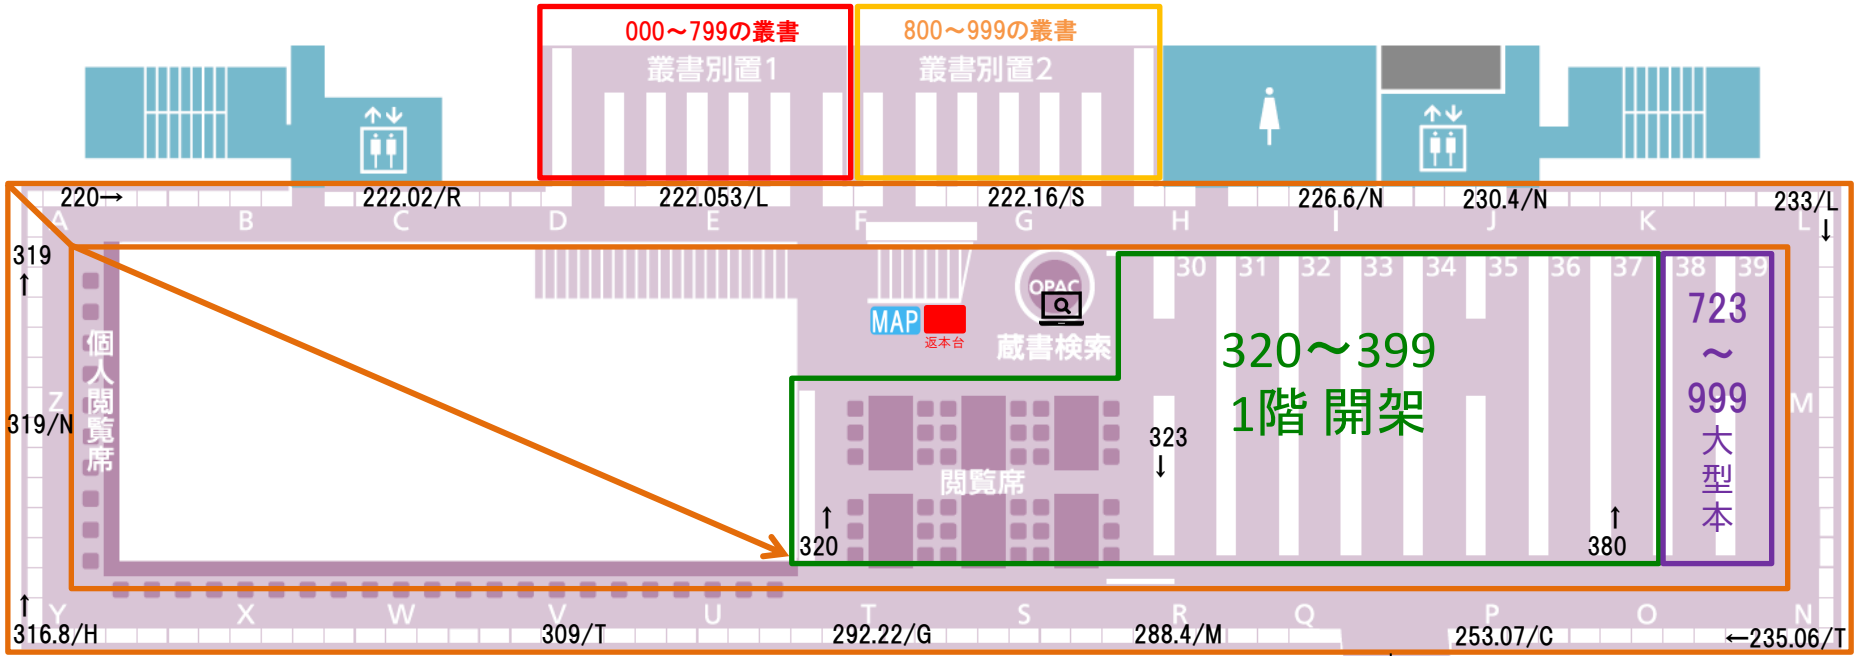 000～799の叢書
800～999の叢書
叢書別置1
叢書別置2
220→
222.02/R
222.053/L
222.16/S
226.6/N
230.4/N
233/L
↓
A
B
C
D
E
F
G
H
I
J
K
L
319
↑
30
31
32
33
34
35
36
37
38
39
OPAC
MAP
返本台
蔵書検索
個人閲覧席
320～399
1階 開架
723
～
999
大型本
Z
319/N
M
323
↓
閲覧席
↑
320
↑
380
↑
Y
X
W
V
U
T
S
R
Q
P
O
N
316.8/H
309/T
292.22/G
288.4/M
253.07/C
←235.06/T